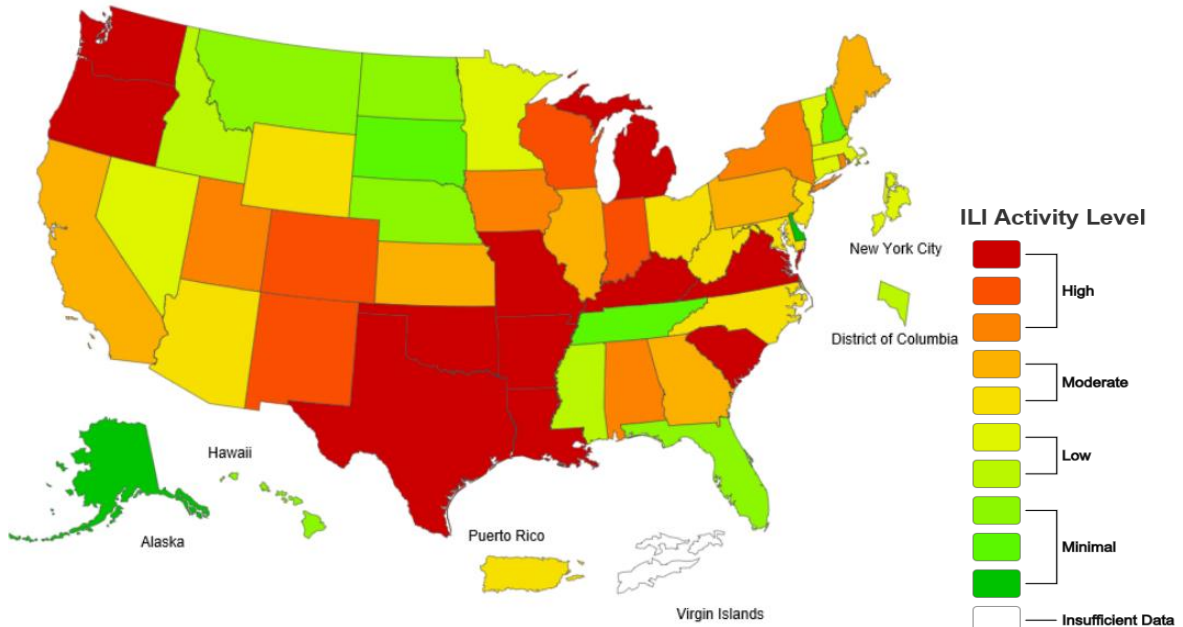 ILI Activity Level
New York City
High
District of Columbia
Moderate
Low
Hawaii
Alaska
Puerto Rico
Minimal
Virgin Islands
Insufficient Data